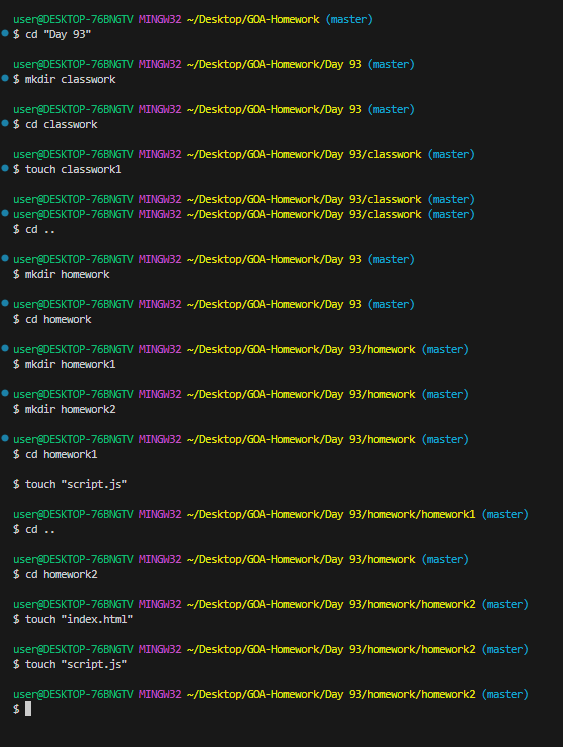 user@DESKTOP-76BNGTV MINGW32 ~/Desktop/GOA-Homework (master)
$ cd "Day 93"
user@DESKTOP-76BNGTV MINGW32 ~/Desktop/GOA-Homework/Day 93 (master)
$ mkdir classwork
user@DESKTOP-76BNGTV MINGW32 ~/Desktop/GOA-Homework/Day 93 (master)
$ cd classwork
user@DESKTOP-76BNGTV MINGW32 ~/Desktop/GOA-Homework/Day 93/classwork (master)
$ touch classwork1
user@DESKTOP-76BNGTV MINGW32 ~/Desktop/GOA-Homework/Day 93/classwork (master)
user@DESKTOP-76BNGTV MINGW32 ~/Desktop/GOA-Homework/Day 93/classwork (master)
$ cd ..
user@DESKTOP-76BNGTV MINGW32 ~/Desktop/GOA-Homework/Day 93 (master)
$ mkdir homework
user@DESKTOP-76BNGTV MINGW32 ~/Desktop/GOA-Homework/Day 93 (master)
$ cd homework
user@DESKTOP-76BNGTV MINGW32 ~/Desktop/GOA-Homework/Day 93/homework (master)
$ mkdir homework1
user@DESKTOP-76BNGTV MINGW32 ~/Desktop/GOA-Homework/Day 93/homework (master)
$ mkdir homework2
user@DESKTOP-76BNGTV MINGW32 ~/Desktop/GOA-Homework/Day 93/homework (master)
$ cd homework1
$ touch "script.js"
user@DESKTOP-76BNGTV MINGW32 ~/Desktop/GOA-Homework/Day 93/homework/homework1 (master)
$ cd ..
user@DESKTOP-76BNGTV MINGW32 ~/Desktop/GOA-Homework/Day 93/homework (master)
$ cd homework2
user@DESKTOP-76BNGTV MINGW32 ~/Desktop/GOA-Homework/Day 93/homework/homework2 (master)
$ touch "index.html"
user@DESKTOP-76BNGTV MINGW32 ~/Desktop/GOA-Homework/Day 93/homework/homework2 (master)
$ touch "script.js"
user@DESKTOP-76BNGTV MINGW32 ~/Desktop/GOA-Homework/Day 93/homework/homework2 (master)
$